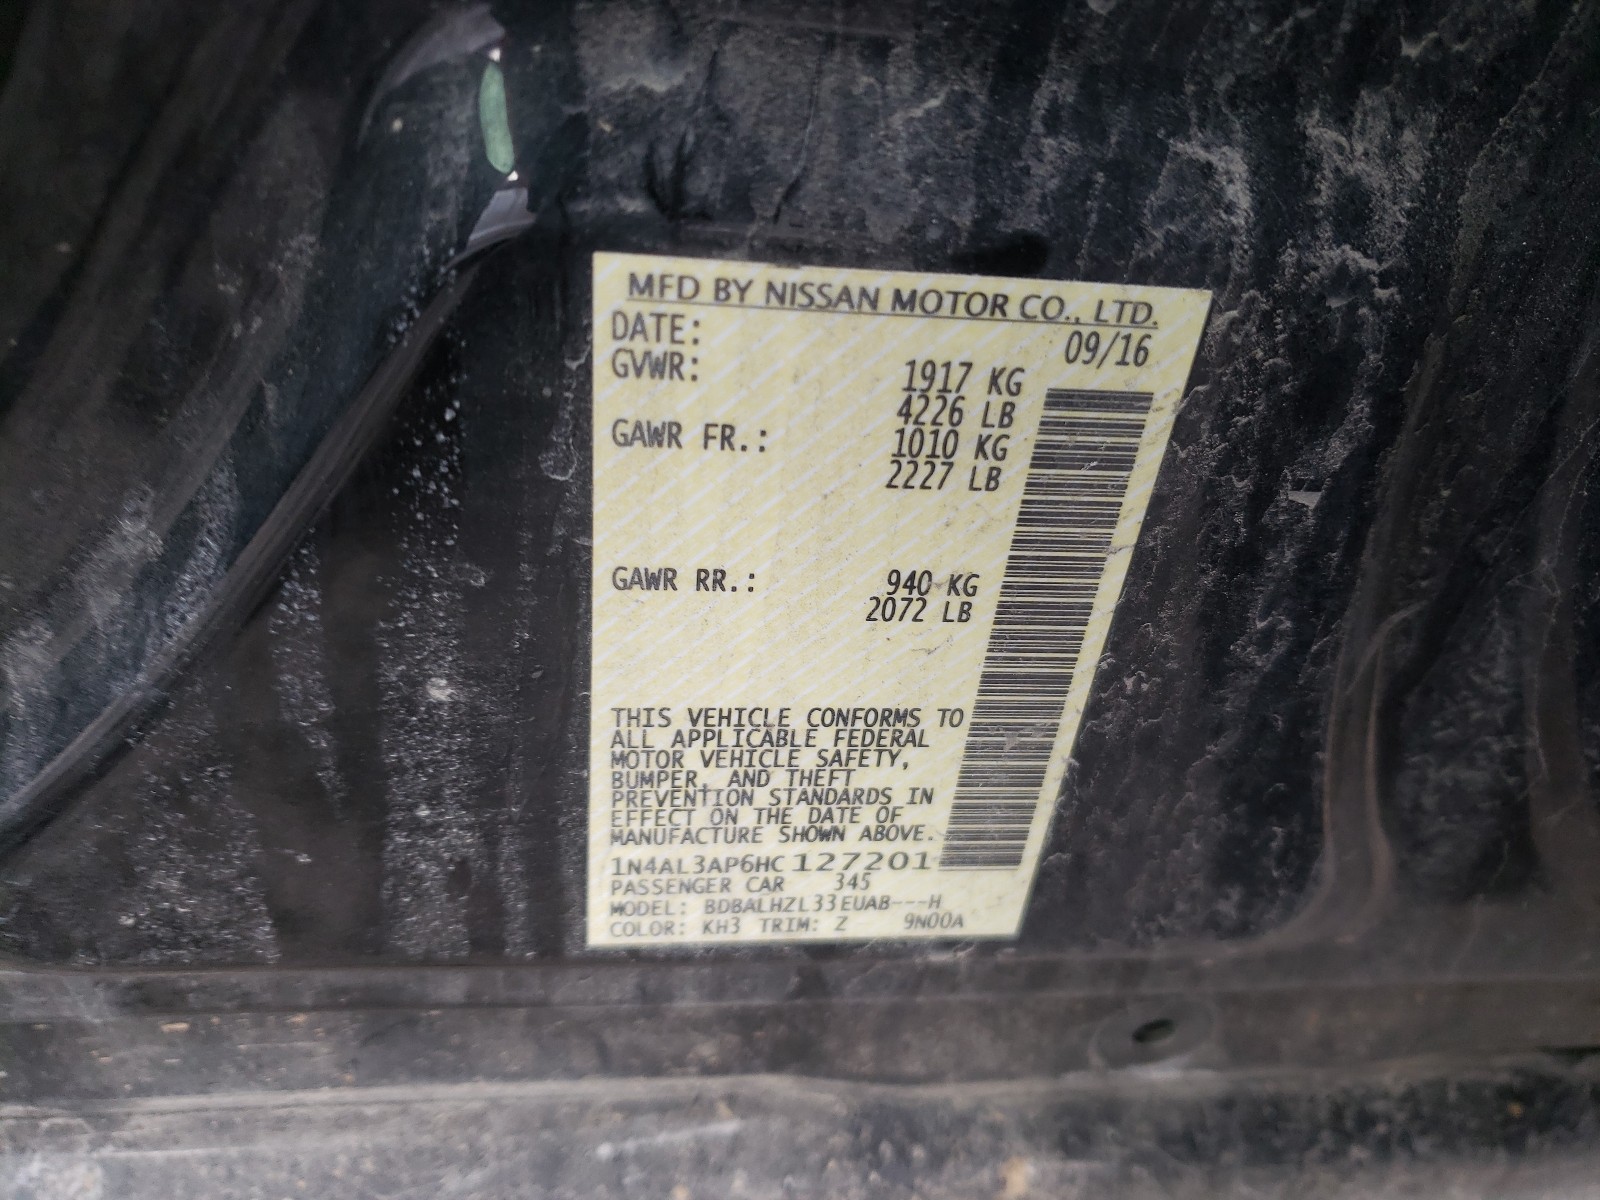 MFD BY NISSAN MOTOR CO., LTD.
DATE: 09/16
GVWR: 1917 KG
4226 LB
GAWR FR.: 1010 KG
2227 LB
GAWR RR.: 940 KG
2072 LB
THIS VEHICLE CONFORMS TO
ALL APPLICABLE FEDERAL
MOTOR VEHICLE SAFETY,
BUMPER, AND THEFT
PREVENTION STANDARDS IN
EFFECT ON THE DATE OF
MANUFACTURE SHOWN ABOVE.
1N4AL3AP6HC127201
PASSENGER CAR 345
MODEL: BDBALHZL33EUAB---H
COLOR: KH3 TRIM: Z 9N00A